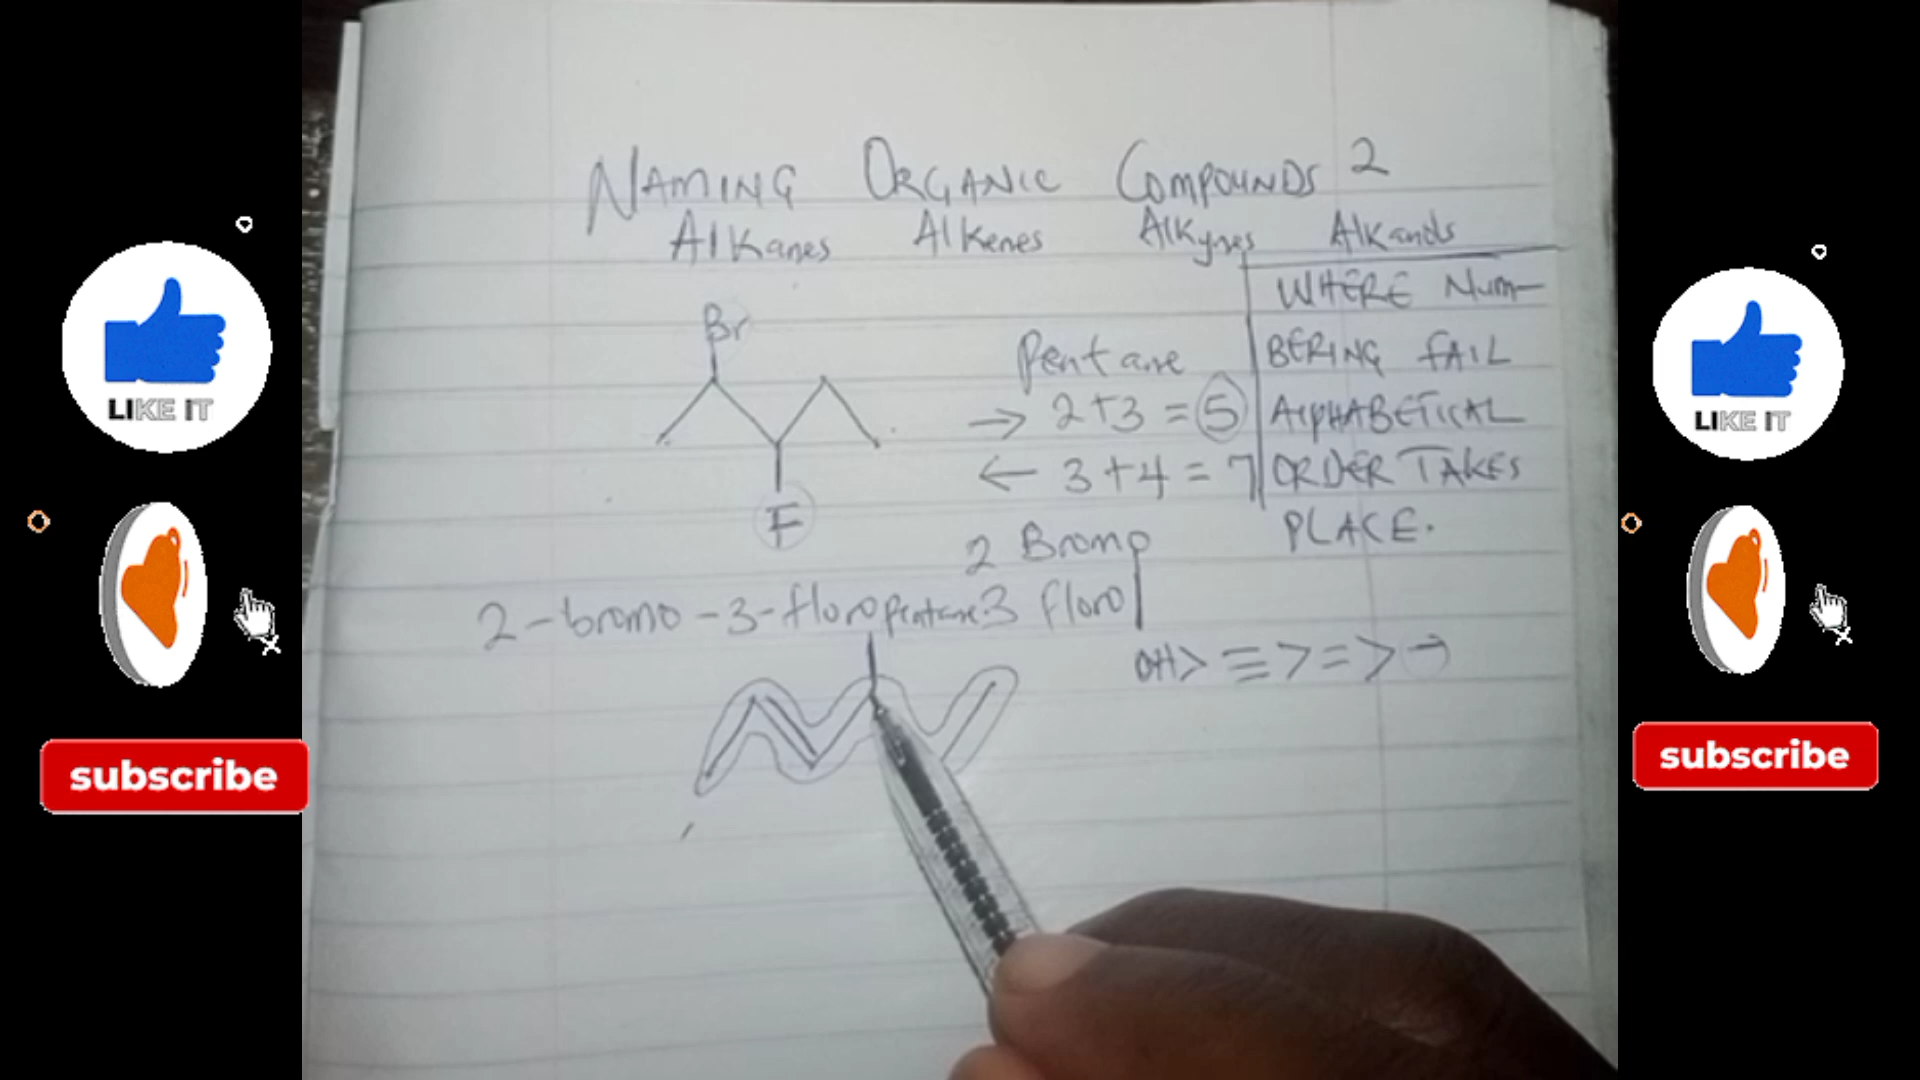 NAMING ORGANIC COMPOUNDS 2
Alkanes Alkenes Alkynes Alkanols
WHERE NUM-
BERING FAIL
ALPHABETICAL
ORDER TAKES
PLACE.
Br
F
Pentane
→ 2+3 = 5
← 3+4 = 7
2 Bromo
3 floro
2-bromo-3-floropentane
OH> ≡ > = > -
LIKE IT
subscribe
LIKE IT
subscribe